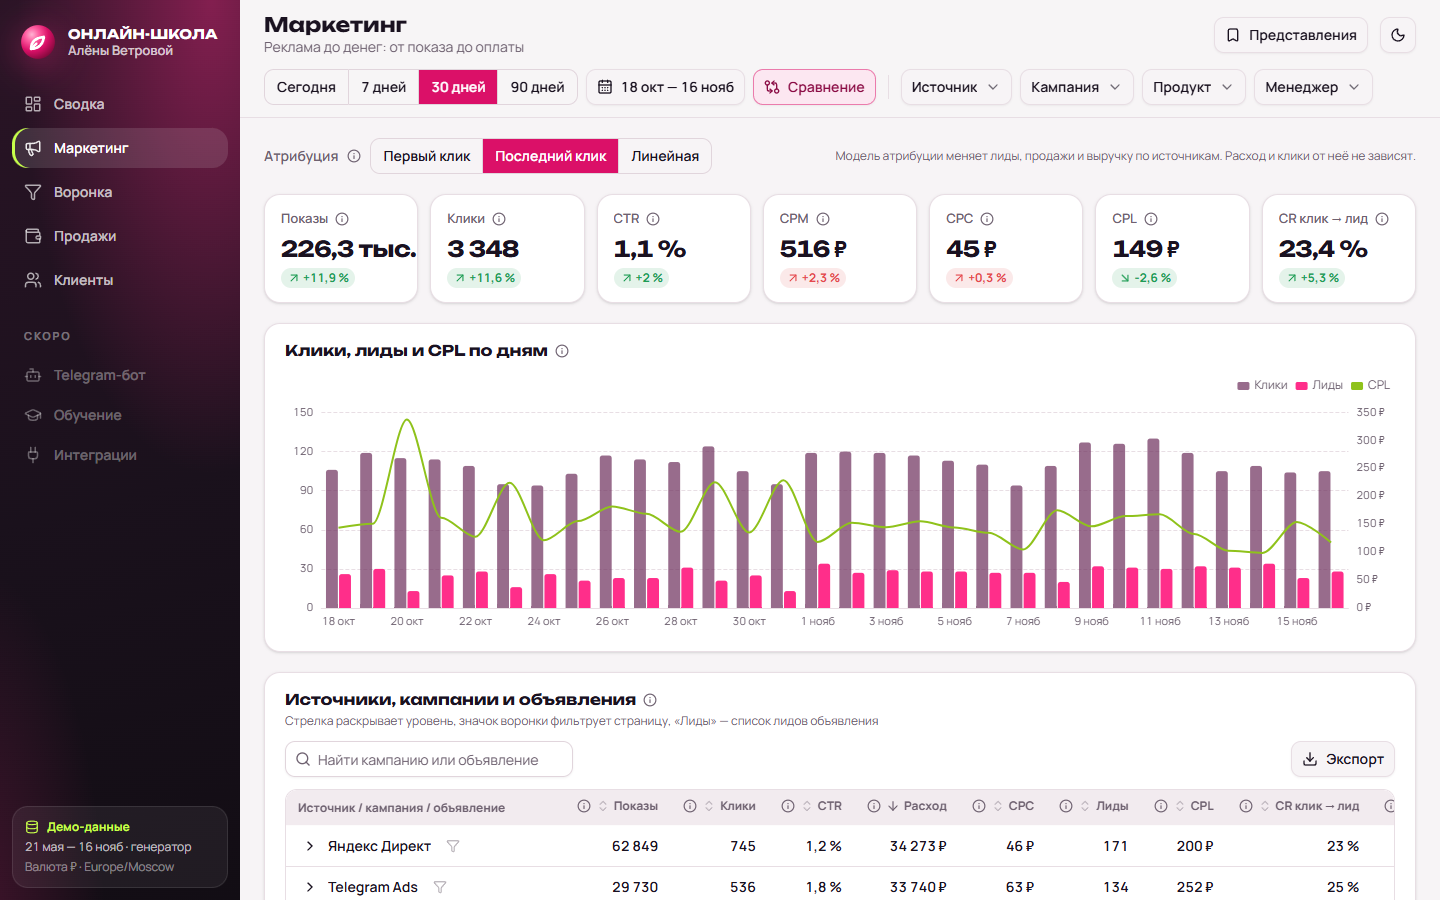 ОНЛАЙН-ШКОЛА
Алёны Ветровой
Сводка
Маркетинг
Воронка
Продажи
Клиенты
СКОРО
Telegram-бот
Обучение
Интеграции
Демо-данные
21 мая — 16 нояб · генератор
Валюта ₽ · Europe/Moscow
Маркетинг
Реклама до денег: от показа до оплаты
Представления
Сегодня 7 дней 30 дней 90 дней 18 окт — 16 нояб Сравнение Источник Кампания Продукт Менеджер
Атрибуция Первый клик Последний клик Линейная
Модель атрибуции меняет лиды, продажи и выручку по источникам. Расход и клики от неё не зависят.
Показы Клики CTR CPM CPC CPL CR клик → лид
226,3 тыс. 3 348 1,1 % 516 ₽ 45 ₽ 149 ₽ 23,4 %
+11,9 % +11,6 % +2 % +2,3 % +0,3 % -2,6 % +5,3 %
Клики, лиды и CPL по дням
Клики Лиды CPL
150
120
90
60
30
0
350 ₽
300 ₽
250 ₽
200 ₽
150 ₽
100 ₽
50 ₽
0 ₽
18 окт 20 окт 22 окт 24 окт 26 окт 28 окт 30 окт 1 нояб 3 нояб 5 нояб 7 нояб 9 нояб 11 нояб 13 нояб 15 нояб
Источники, кампании и объявления
Стрелка раскрывает уровень, значок воронки фильтрует страницу, «Лиды» — список лидов объявления
Найти кампанию или объявление
Экспорт
Источник / кампания / объявление Показы Клики CTR Расход CPC Лиды CPL CR клик → лид
Яндекс Директ 62 849 745 1,2 % 34 273 ₽ 46 ₽ 171 200 ₽ 23 %
Telegram Ads 29 730 536 1,8 % 33 740 ₽ 63 ₽ 134 252 ₽ 25 %